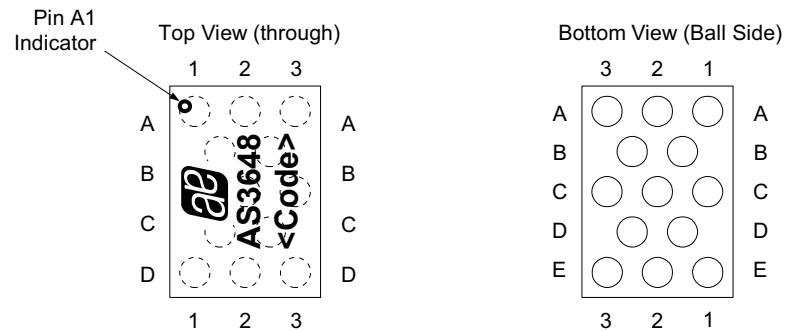 Pin A1
Indicator
Top View (through)
Bottom View (Ball Side)
1 2 3
3 2 1
A A
B B
C C
D D
AS3648
<Code>
1 2 3
A A
B B
C C
D D
E E
3 2 1